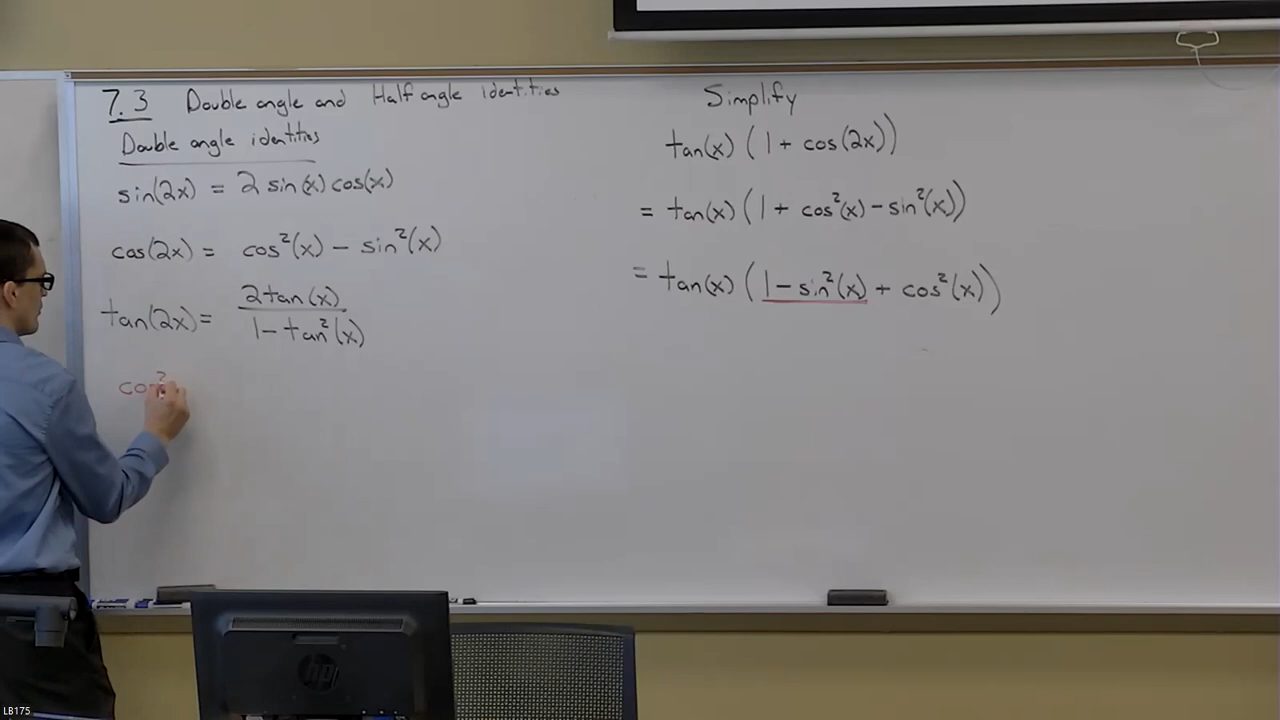 7.3 Double angle and Half angle identities
Double angle identities
sin(2x) = 2 sin(x) cos(x)
cos(2x) = cos²(x) - sin²(x)
tan(2x) = 2tan(x) / 1 - tan²(x)
cos²
Simplify
tan(x) (1 + cos(2x))
= tan(x) (1 + cos²(x) - sin²(x))
= tan(x) (1 - sin²(x) + cos²(x))
hp
LB175